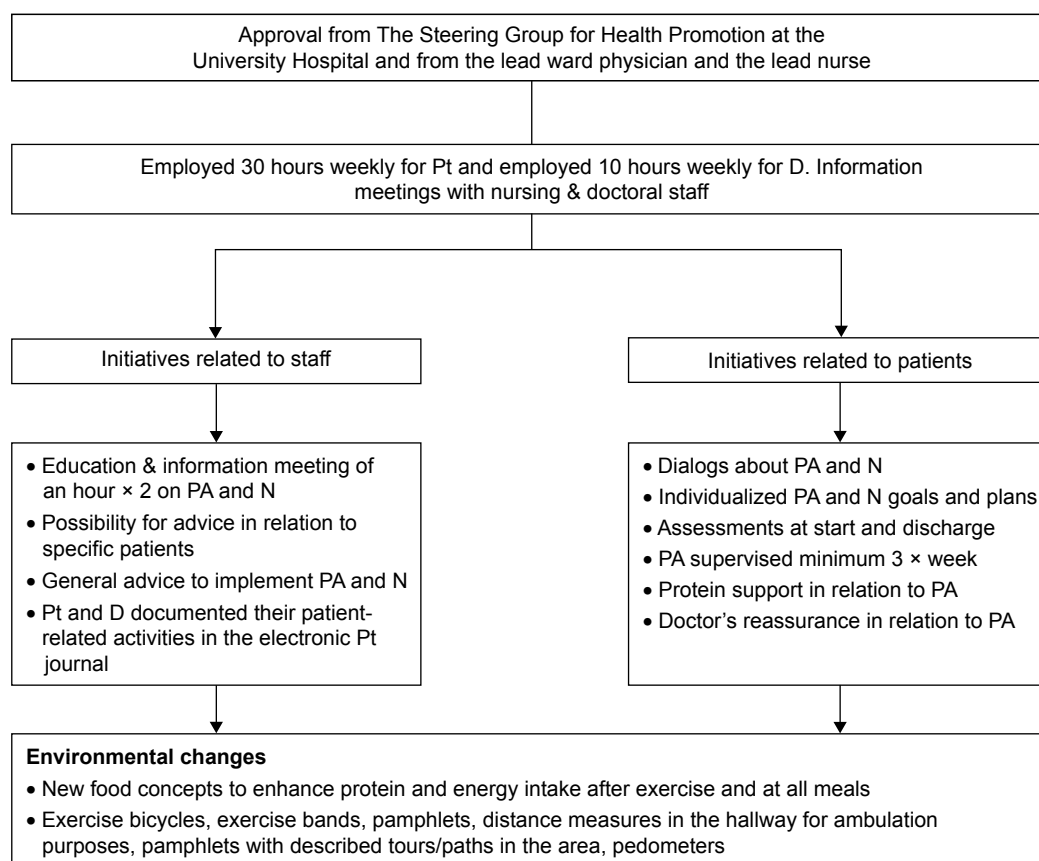 Approval from The Steering Group for Health Promotion at the
University Hospital and from the lead ward physician and the lead nurse
Employed 30 hours weekly for Pt and employed 10 hours weekly for D. Information
meetings with nursing & doctoral staff
Initiatives related to staff
Initiatives related to patients
• Education & information meeting of
an hour × 2 on PA and N
• Possibility for advice in relation to
specific patients
• General advice to implement PA and N
• Pt and D documented their patient-
related activities in the electronic Pt
journal
• Dialogs about PA and N
• Individualized PA and N goals and plans
• Assessments at start and discharge
• PA supervised minimum 3 × week
• Protein support in relation to PA
• Doctor’s reassurance in relation to PA
Environmental changes
• New food concepts to enhance protein and energy intake after exercise and at all meals
• Exercise bicycles, exercise bands, pamphlets, distance measures in the hallway for ambulation
purposes, pamphlets with described tours/paths in the area, pedometers